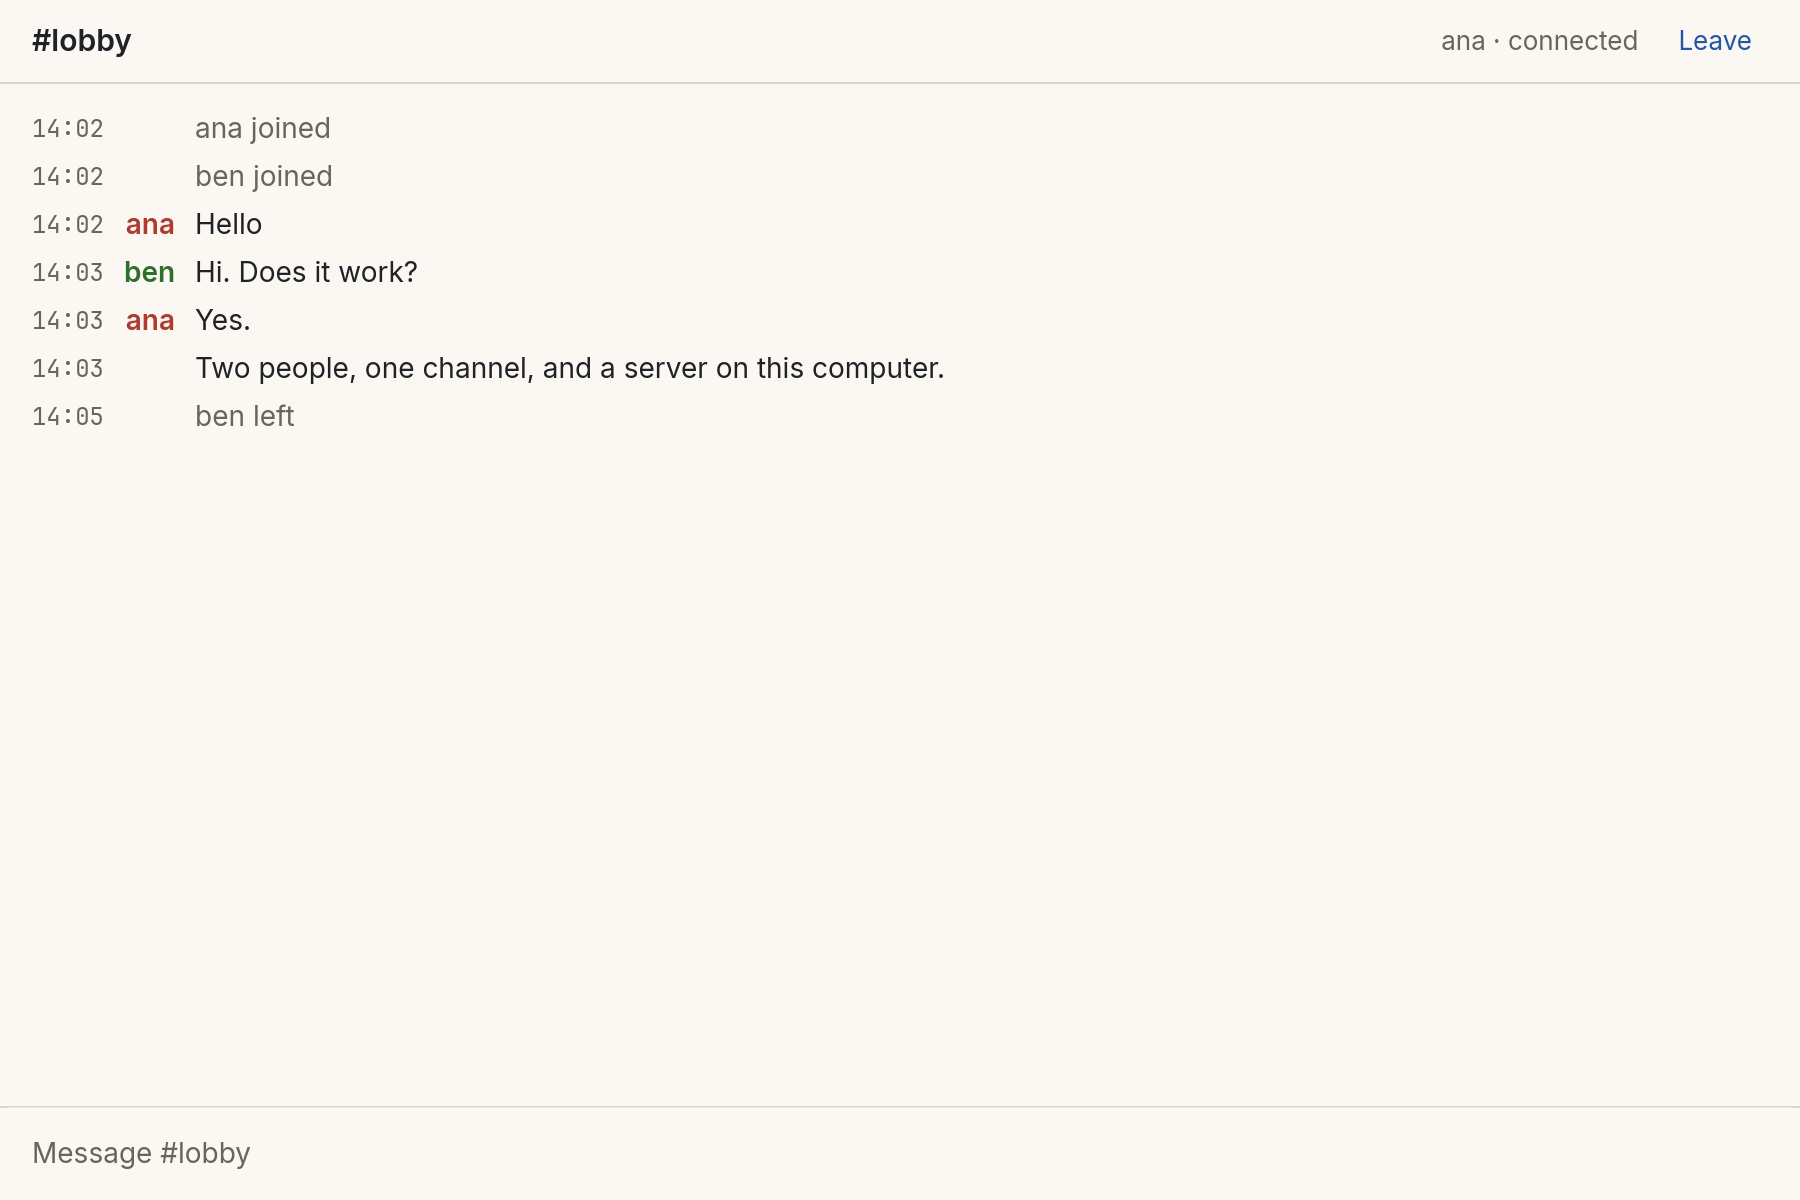 #lobby ana · connected Leave
14:02 ana joined
14:02 ben joined
14:02 ana Hello
14:03 ben Hi. Does it work?
14:03 ana Yes.
14:03 Two people, one channel, and a server on this computer.
14:05 ben left
Message #lobby